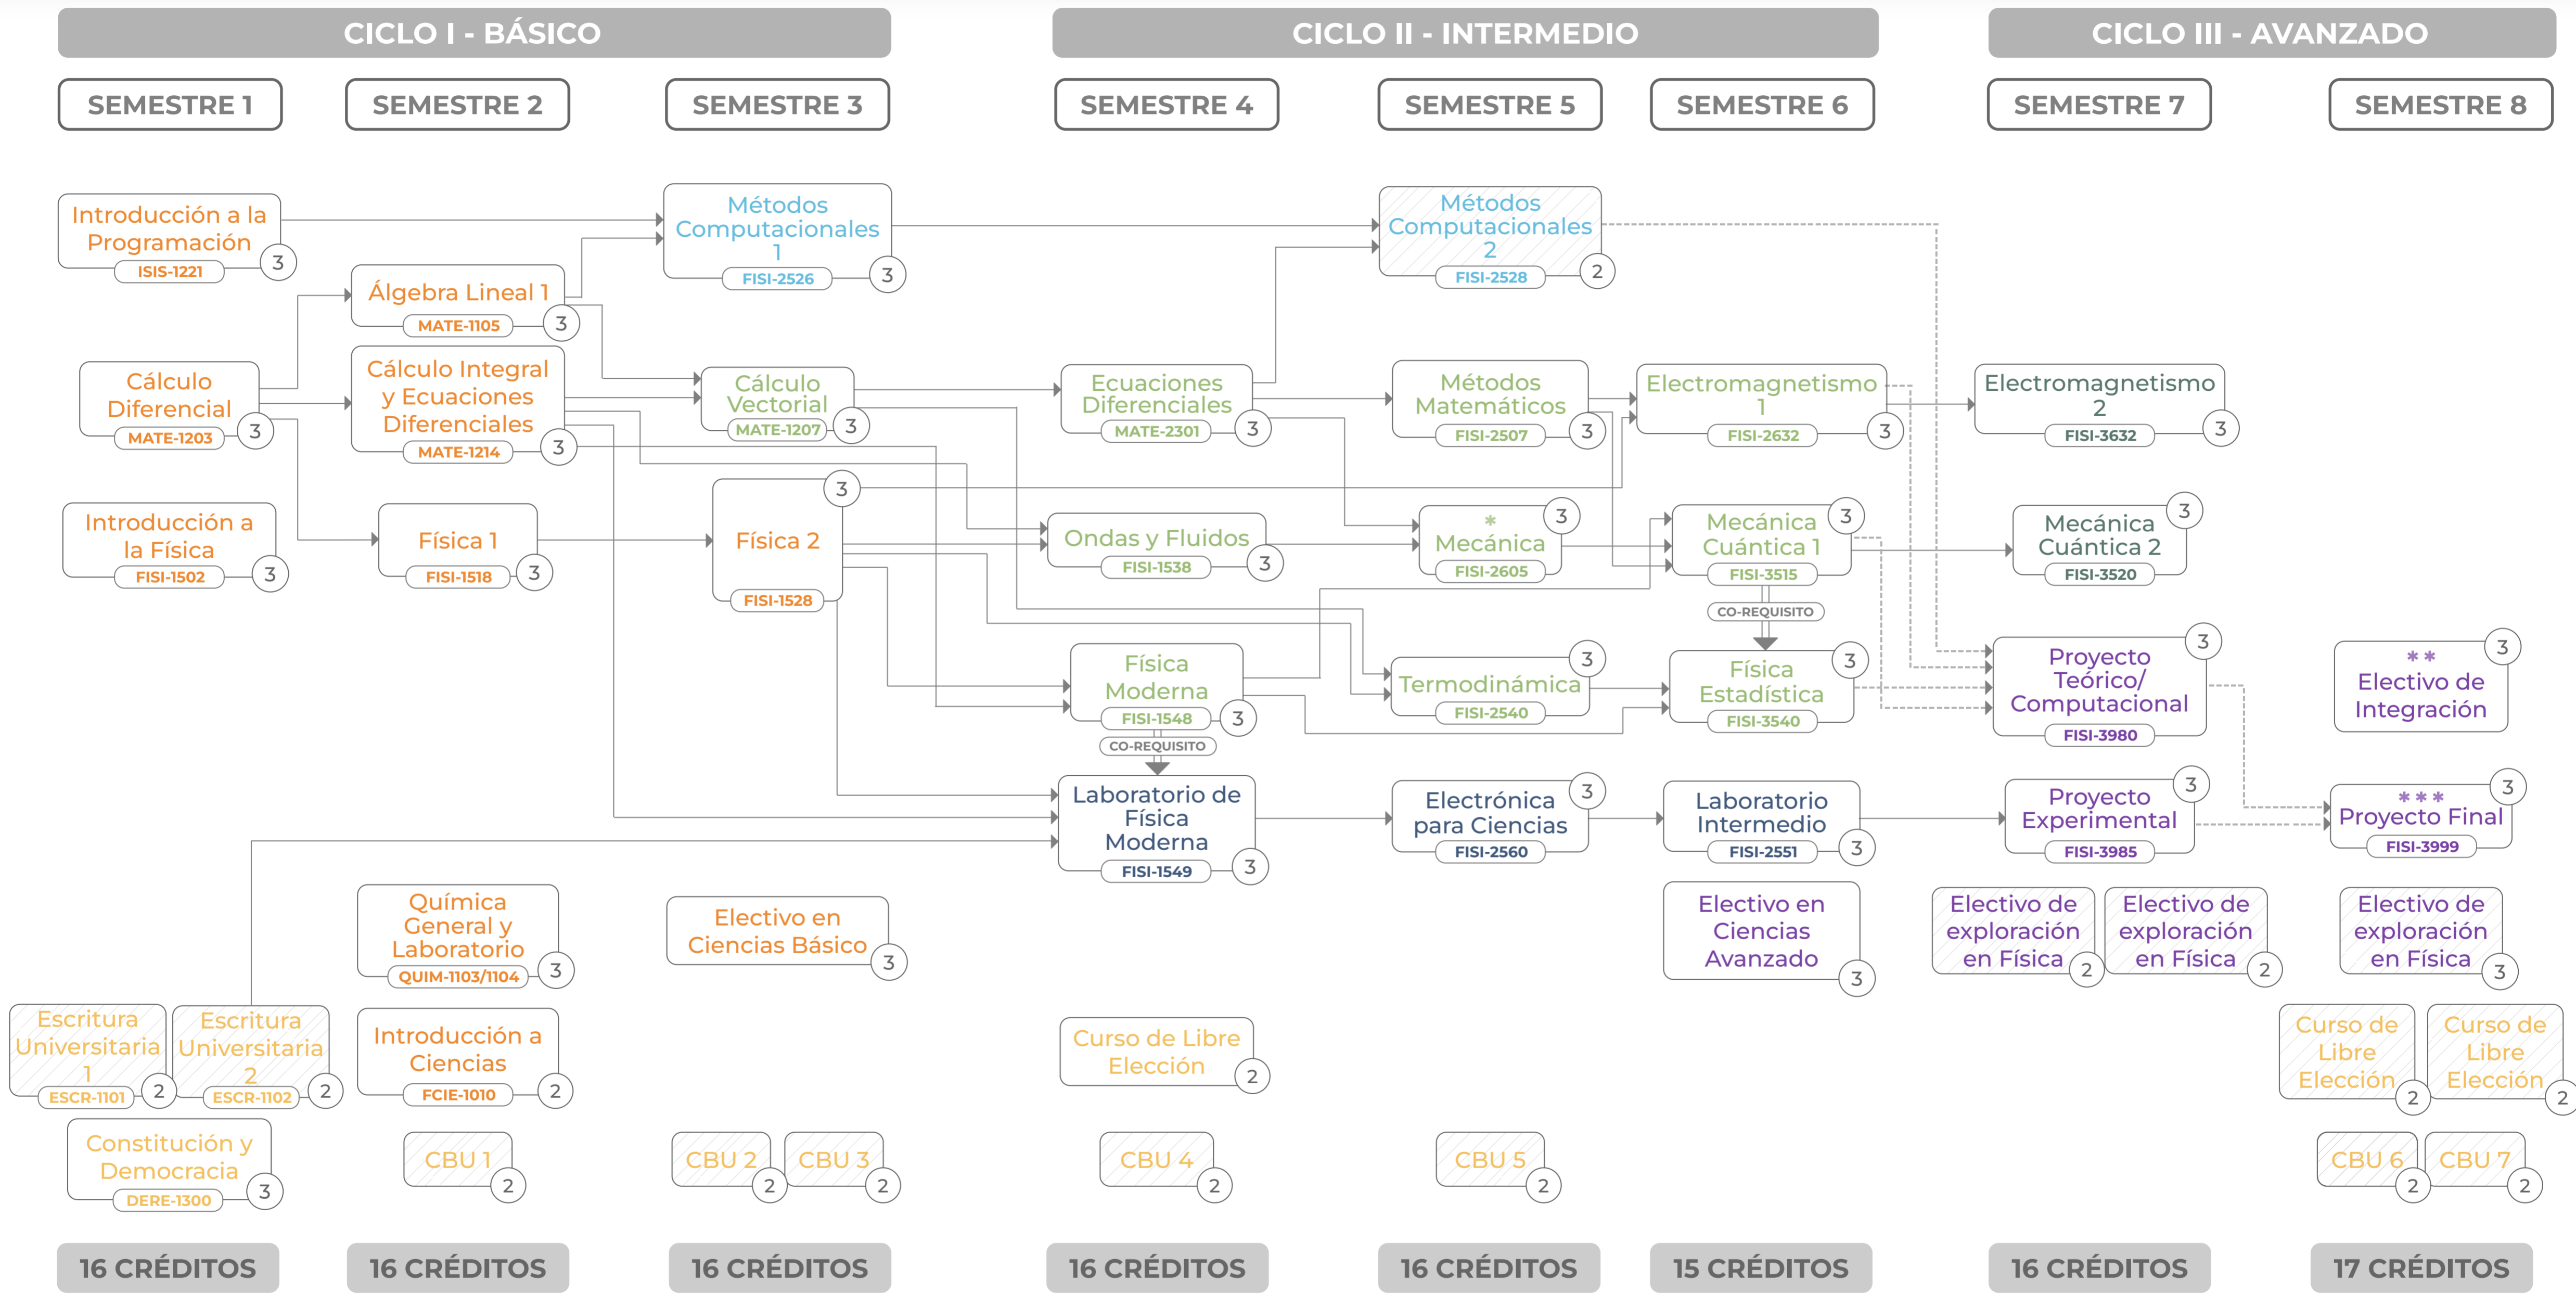 CICLO I - BÁSICO
CICLO II - INTERMEDIO
CICLO III - AVANZADO
SEMESTRE 1
SEMESTRE 2
SEMESTRE 3
SEMESTRE 4
SEMESTRE 5
SEMESTRE 6
SEMESTRE 7
SEMESTRE 8
Introducción a la
Programación
ISIS-1221
3
Métodos
Computacionales
1
FISI-2526
3
Métodos
Computacionales
2
FISI-2528
2
Álgebra Lineal 1
MATE-1105
3
Cálculo
Diferencial
MATE-1203
3
Cálculo Integral
y Ecuaciones
Diferenciales
MATE-1214
3
Cálculo
Vectorial
MATE-1207
3
Ecuaciones
Diferenciales
MATE-2301
3
Métodos
Matemáticos
FISI-2507
3
Electromagnetismo
1
FISI-2632
3
Electromagnetismo
2
FISI-3632
3
Introducción a
la Física
FISI-1502
3
Física 1
FISI-1518
3
3
Física 2
FISI-1528
Ondas y Fluidos
FISI-1538
3
3
*
Mecánica
FISI-2605
3
Mecánica
Cuántica 1
FISI-3515
CO-REQUISITO
3
Mecánica
Cuántica 2
FISI-3520
Física
Moderna
FISI-1548
3
CO-REQUISITO
3
Termodinámica
FISI-2540
3
Física
Estadística
FISI-3540
3
Proyecto
Teórico/
Computacional
FISI-3980
3
**
Electivo de
Integración
Laboratorio de
Física
Moderna
FISI-1549
3
3
Electrónica
para Ciencias
FISI-2560
Laboratorio
Intermedio
FISI-2551
3
3
Proyecto
Experimental
FISI-3985
3
***
Proyecto Final
FISI-3999
Química
General y
Laboratorio
QUIM-1103/1104
3
Electivo en
Ciencias Básico
3
Electivo en
Ciencias
Avanzado
3
Electivo de
exploración
en Física
2
Electivo de
exploración
en Física
2
Electivo de
exploración
en Física
3
Escritura
Universitaria
1
ESCR-1101
2
Escritura
Universitaria
2
ESCR-1102
2
Introducción a
Ciencias
FCIE-1010
2
Curso de Libre
Elección
2
Curso de
Libre
Elección
2
Curso de
Libre
Elección
2
Constitución y
Democracia
DERE-1300
3
CBU 1
2
CBU 2
2
CBU 3
2
CBU 4
2
CBU 5
2
CBU 6
2
CBU 7
2
16 CRÉDITOS
16 CRÉDITOS
16 CRÉDITOS
16 CRÉDITOS
16 CRÉDITOS
15 CRÉDITOS
16 CRÉDITOS
17 CRÉDITOS